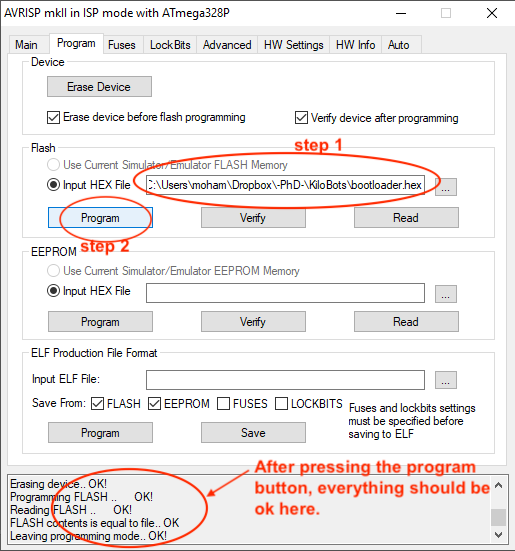 AVRISP mkII in ISP mode with ATmega328P
Main Program Fuses LockBits Advanced HW Settings HW Info Auto
Device
Erase Device
Erase device before flash programming Verify device after programming
step 1
Flash
Use Current Simulator/Emulator FLASH Memory
Input HEX File C:\Users\moham\Dropbox\-PhD-\KiloBots\bootloader.hex ...
Program Verify Read
step 2
EEPROM
Use Current Simulator/Emulator EEPROM Memory
Input HEX File ...
Program Verify Read
ELF Production File Format
Input ELF File: ...
Save From: FLASH EEPROM FUSES LOCKBITS
Fuses and lockbits settings
must be specified before
saving to ELF
Program Save
Erasing device.. OK!
Programming FLASH .. OK!
Reading FLASH .. OK!
FLASH contents is equal to file.. OK
Leaving programming mode.. OK!
After pressing the program
button, everything should be
ok here.